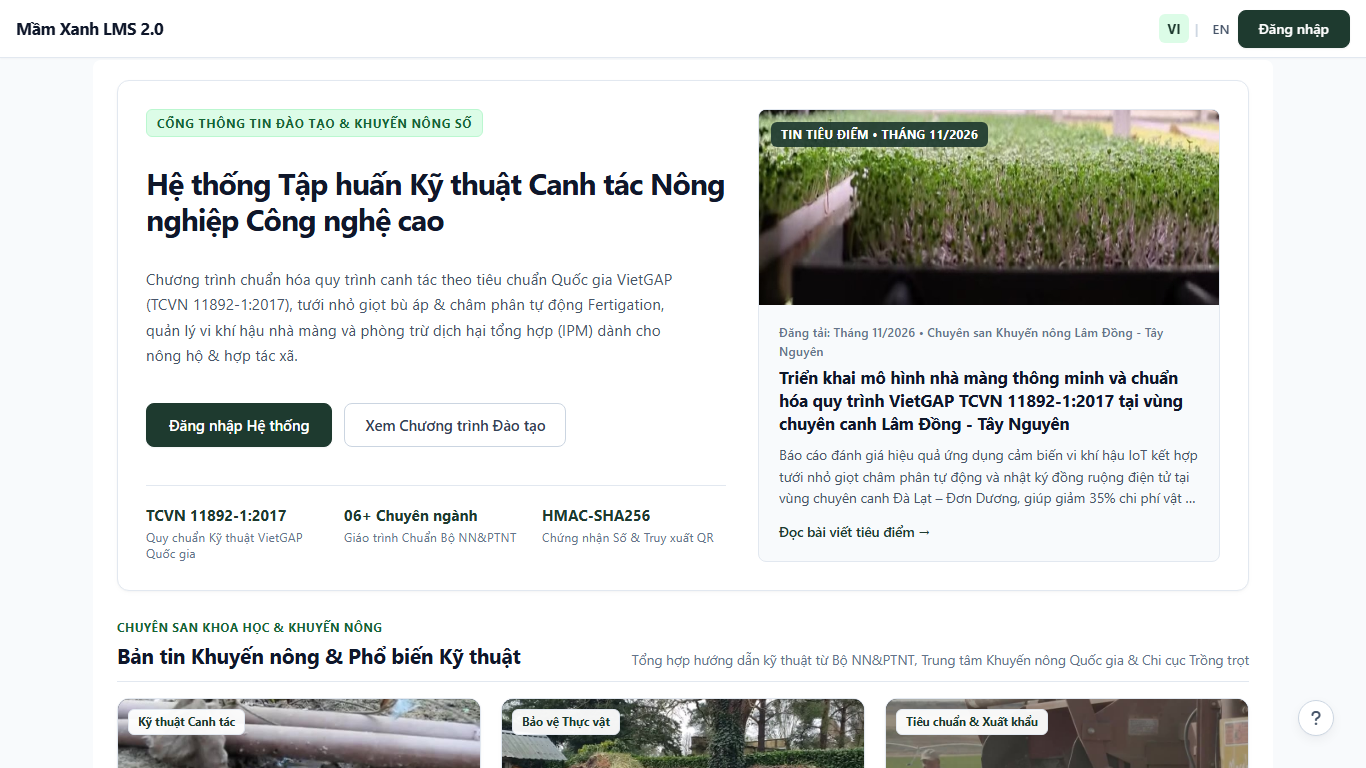 Mầm Xanh LMS 2.0
VI | EN
Đăng nhập
CỔNG THÔNG TIN ĐÀO TẠO & KHUYẾN NÔNG SỐ
Hệ thống Tập huấn Kỹ thuật Canh tác Nông
nghiệp Công nghệ cao
Chương trình chuẩn hóa quy trình canh tác theo tiêu chuẩn Quốc gia VietGAP
(TCVN 11892-1:2017), tưới nhỏ giọt bù áp & châm phân tự động Fertigation,
quản lý vi khí hậu nhà màng và phòng trừ dịch hại tổng hợp (IPM) dành cho
nông hộ & hợp tác xã.
Đăng nhập Hệ thống
Xem Chương trình Đào tạo
TCVN 11892-1:2017
Quy chuẩn Kỹ thuật VietGAP
Quốc gia
06+ Chuyên ngành
Giáo trình Chuẩn Bộ NN&PTNT
HMAC-SHA256
Chứng nhận Số & Truy xuất QR
TIN TIÊU ĐIỂM • THÁNG 11/2026
Đăng tải: Tháng 11/2026 • Chuyên san Khuyến nông Lâm Đồng - Tây
Nguyên
Triển khai mô hình nhà màng thông minh và chuẩn
hóa quy trình VietGAP TCVN 11892-1:2017 tại vùng
chuyên canh Lâm Đồng - Tây Nguyên
Báo cáo đánh giá hiệu quả ứng dụng cảm biến vi khí hậu IoT kết hợp
tưới nhỏ giọt châm phân tự động và nhật ký đồng ruộng điện tử tại
vùng chuyên canh Đà Lạt – Đơn Dương, giúp giảm 35% chi phí vật ...
Đọc bài viết tiêu điểm →
CHUYÊN SAN KHOA HỌC & KHUYẾN NÔNG
Bản tin Khuyến nông & Phổ biến Kỹ thuật
Tổng hợp hướng dẫn kỹ thuật từ Bộ NN&PTNT, Trung tâm Khuyến nông Quốc gia & Chi cục Trồng trọt
Kỹ thuật Canh tác
Bảo vệ Thực vật
Tiêu chuẩn & Xuất khẩu
?